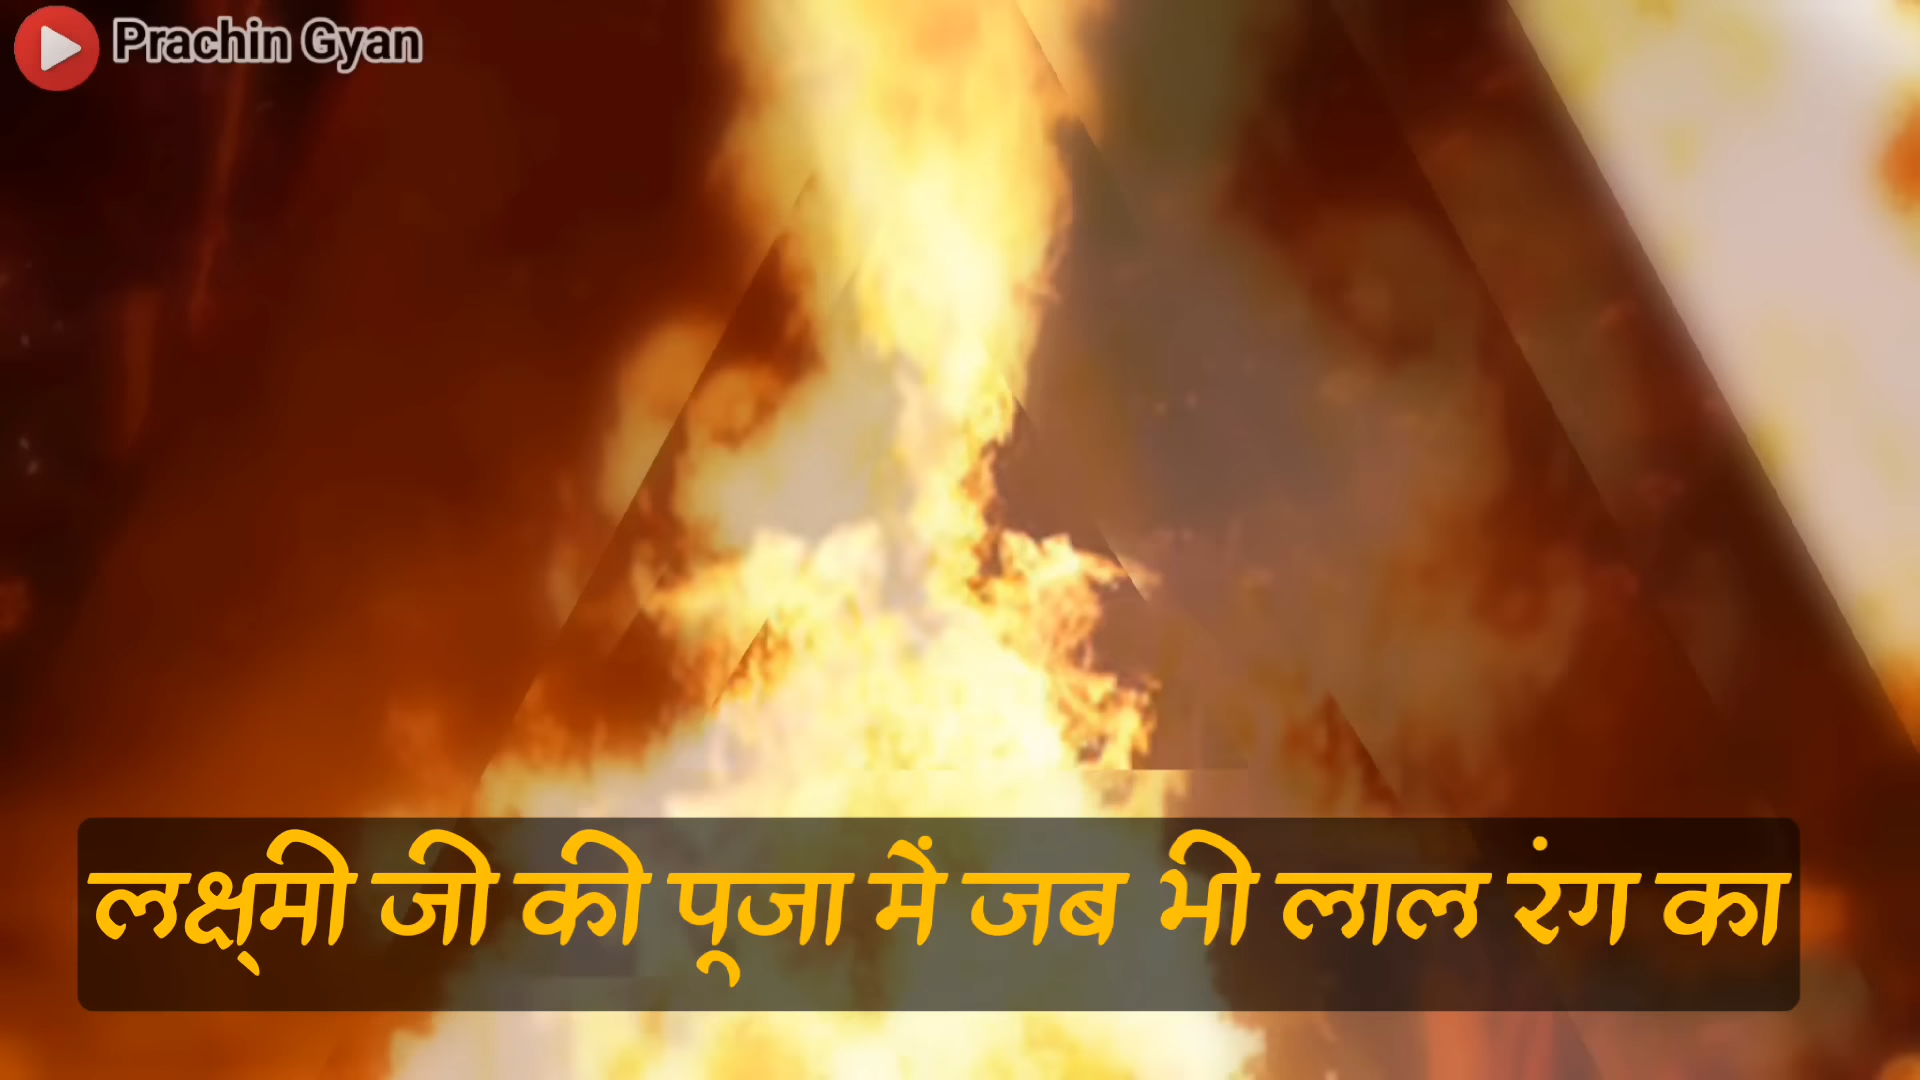 Prachin Gyan
लक्ष्मी जी की पूजा में जब भी लाल रंग का